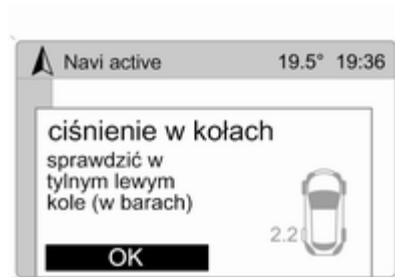 Navi active 19.5° 19:36
ciśnienie w kołach
sprawdzić w
tylnym lewym
kole (w barach)
2.2
OK